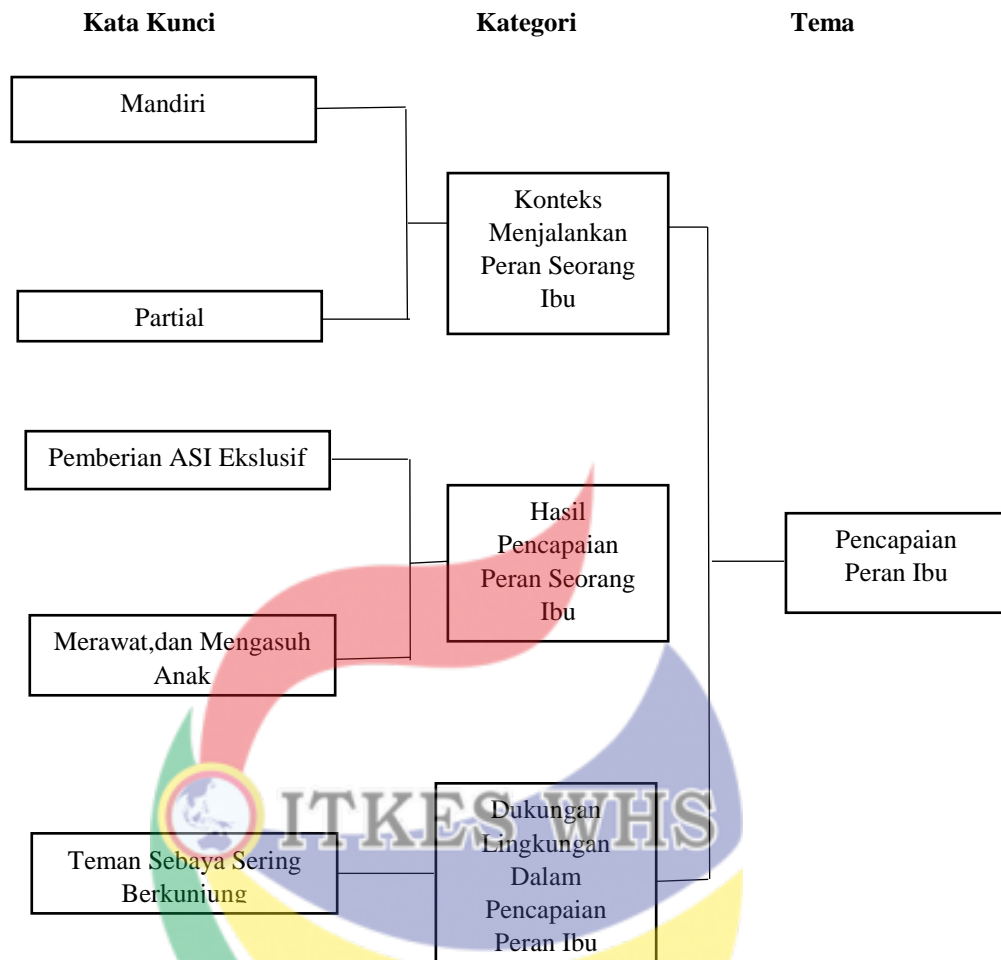 Kata Kunci Kategori Tema
Mandiri
Konteks
Menjalankan
Peran Seorang
Ibu
Partial
Pemberian ASI Ekslusif
Hasil
Pencapaian
Peran Seorang
Ibu
Pencapaian
Peran Ibu
Merawat,dan Mengasuh
Anak
ITKES WHS
Dukungan
Lingkungan
Dalam
Pencapaian
Peran Ibu
Teman Sebaya Sering
Berkunjung